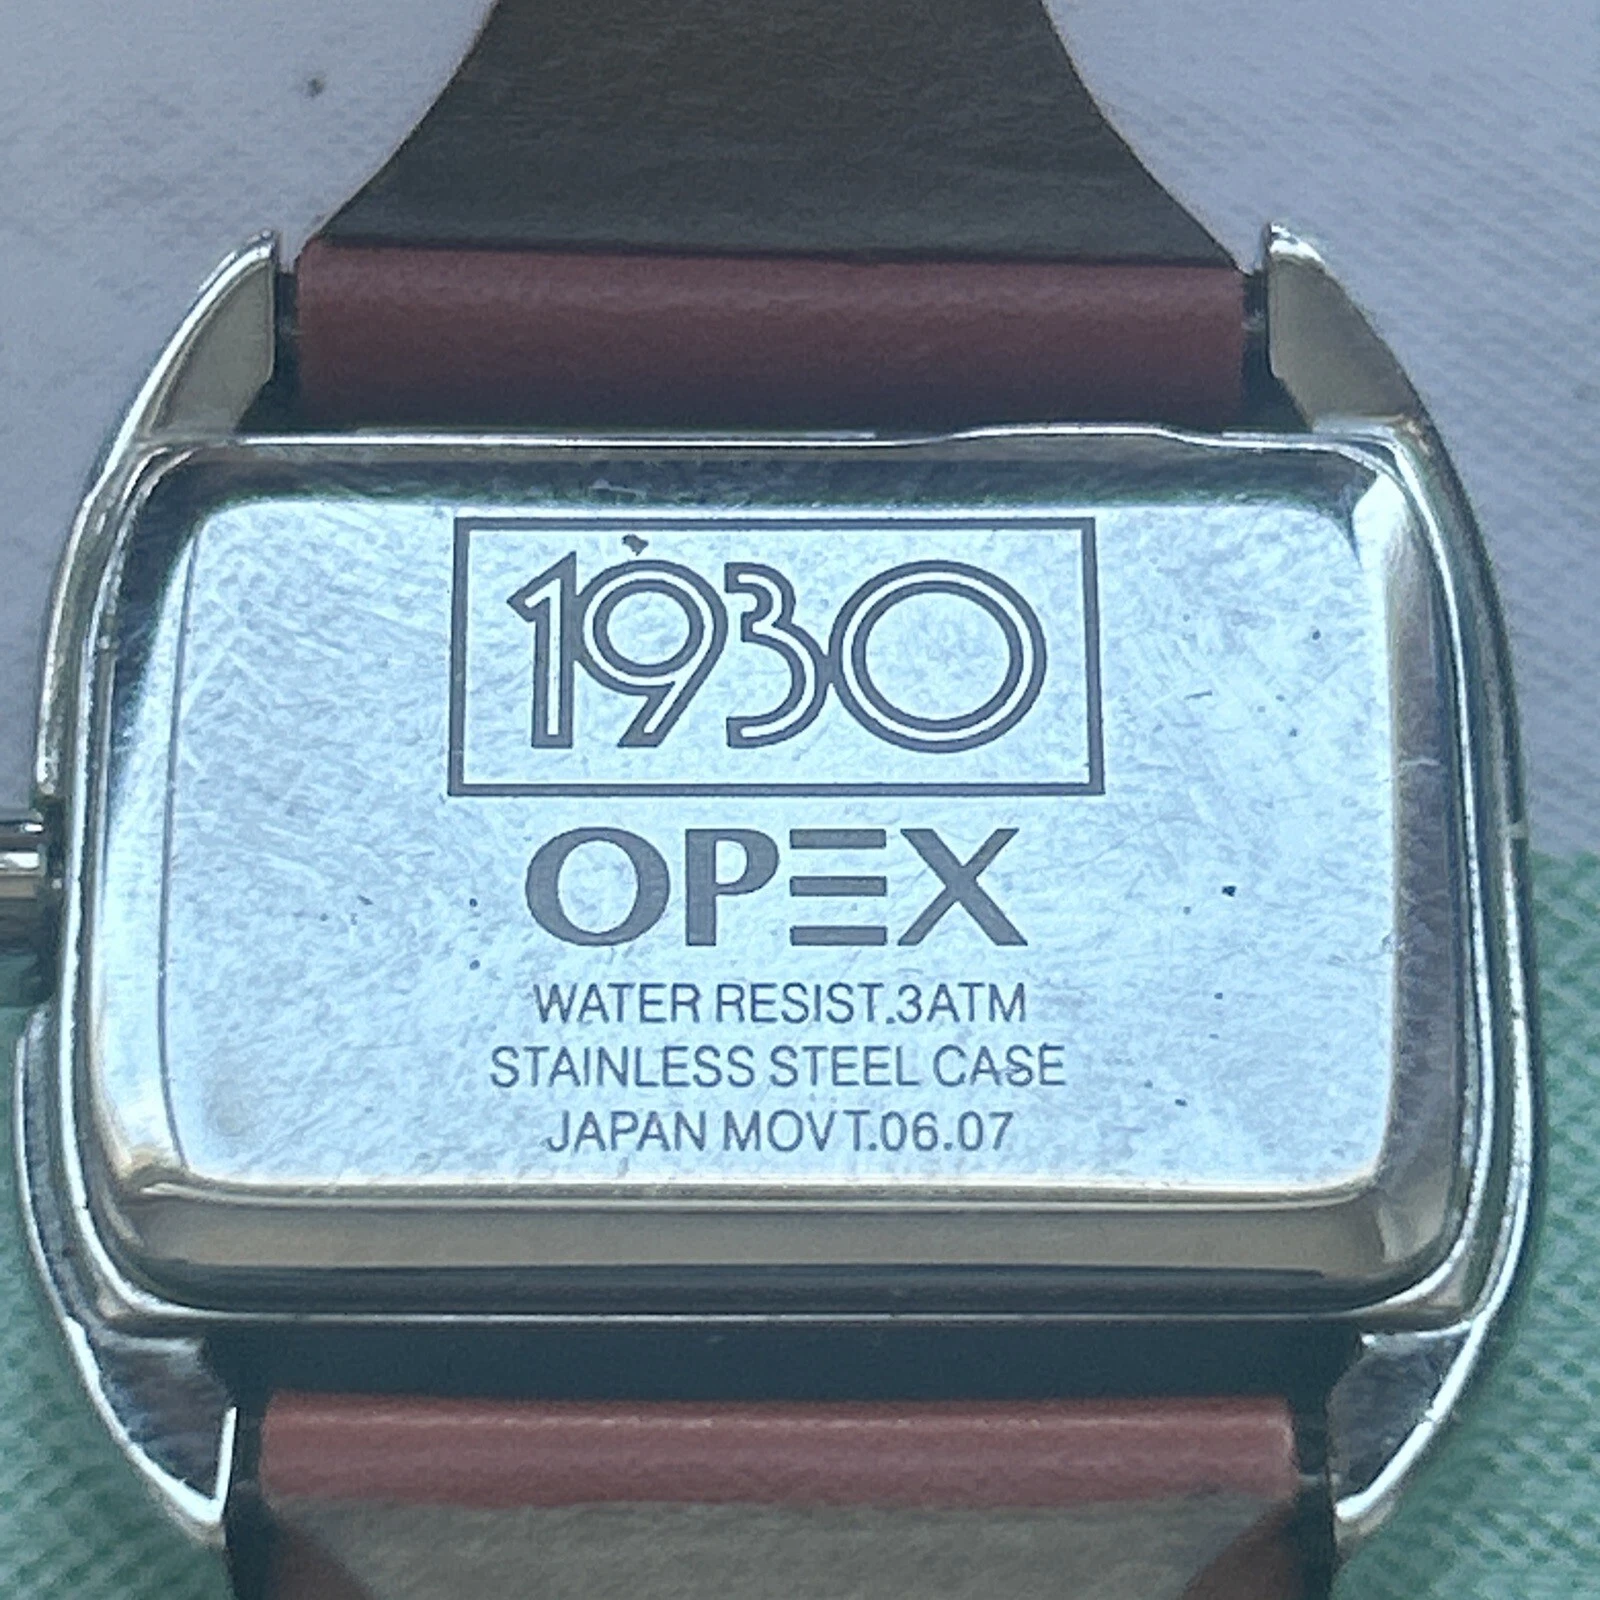 1930
OPEX
WATER RESIST.3ATM
STAINLESS STEEL CASE
JAPAN MOVT.06.07